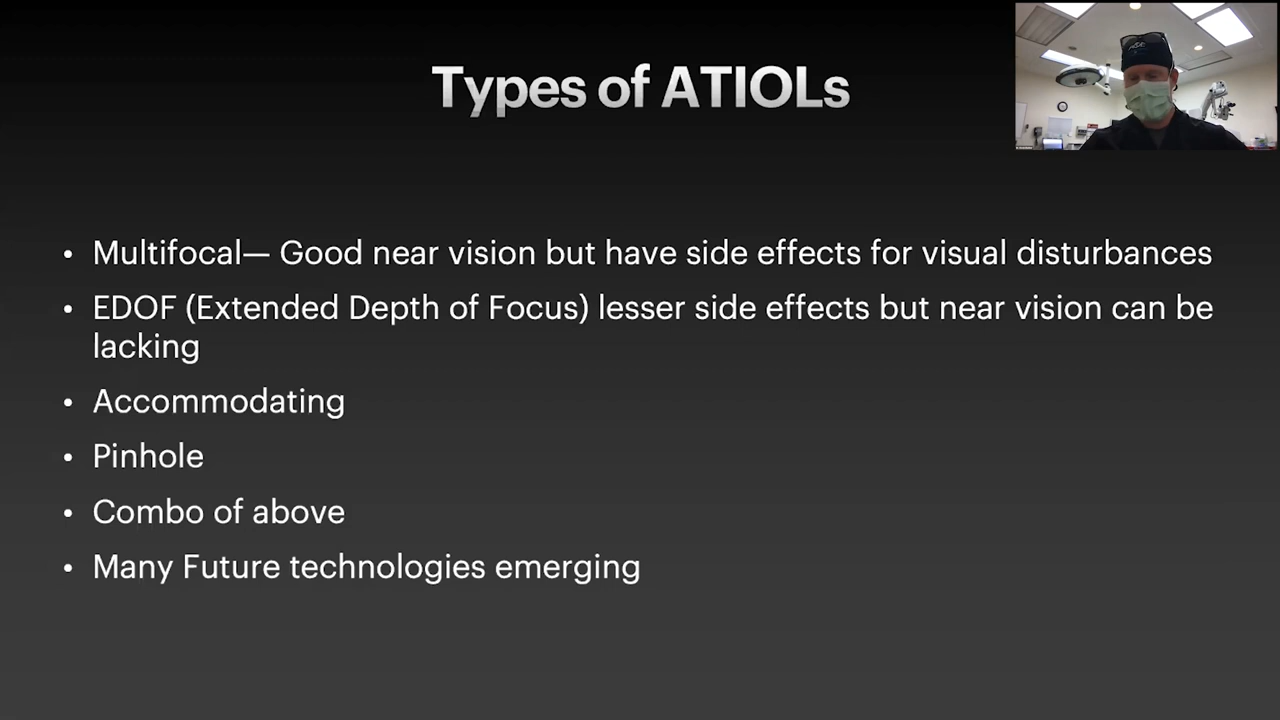 Types of ATIOLs
• Multifocal— Good near vision but have side effects for visual disturbances
• EDOF (Extended Depth of Focus) lesser side effects but near vision can be
lacking
• Accommodating
• Pinhole
• Combo of above
• Many Future technologies emerging